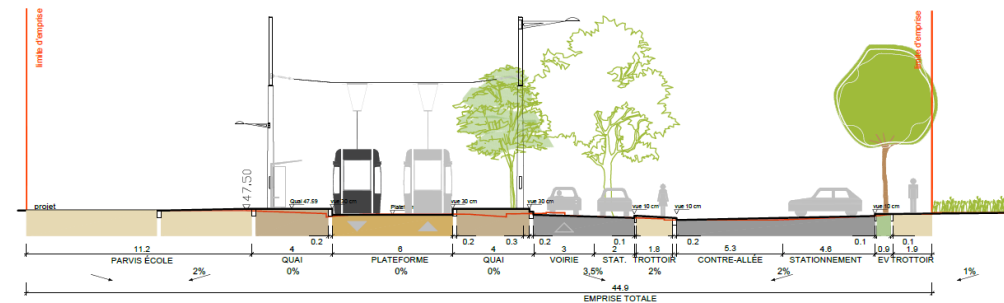 limite d'emprise
limite d'emprise
47.50
projet
Quai 47.59
vue 30 cm
vue 30 cm
vue 30 cm
vue 10 cm
vue 10 cm
vue 10 cm
0.2 0.2 0.3 0.2 0.1 0.2 0.1 0.1
11.2 4 6 4 3 2 1.8 5.3 4.6 0.9 1.9
PARVIS ÉCOLE QUAI PLATEFORME QUAI VOIRIE STAT. TROTTOIR CONTRE-ALLÉE STATIONNEMENT EV TROTTOIR
2% 0% 0% 0% 3,5% 2% 2% 1%
44.9
EMPRISE TOTALE